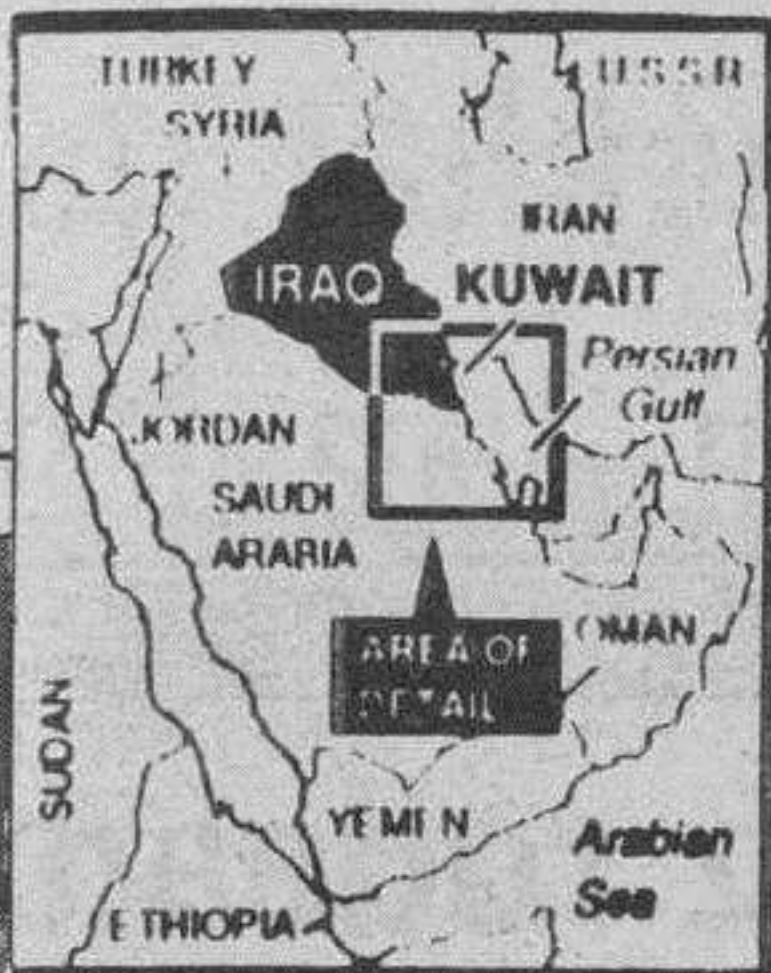 TURKEY
U.S.S.R.
SYRIA
IRAN
IRAQ
KUWAIT
Persian
Gulf
JORDAN
SAUDI
ARARIA
AREA OF
DETAIL
OMAN
SUDAN
YEMEN
Arabian
Sea
ETHIOPIA